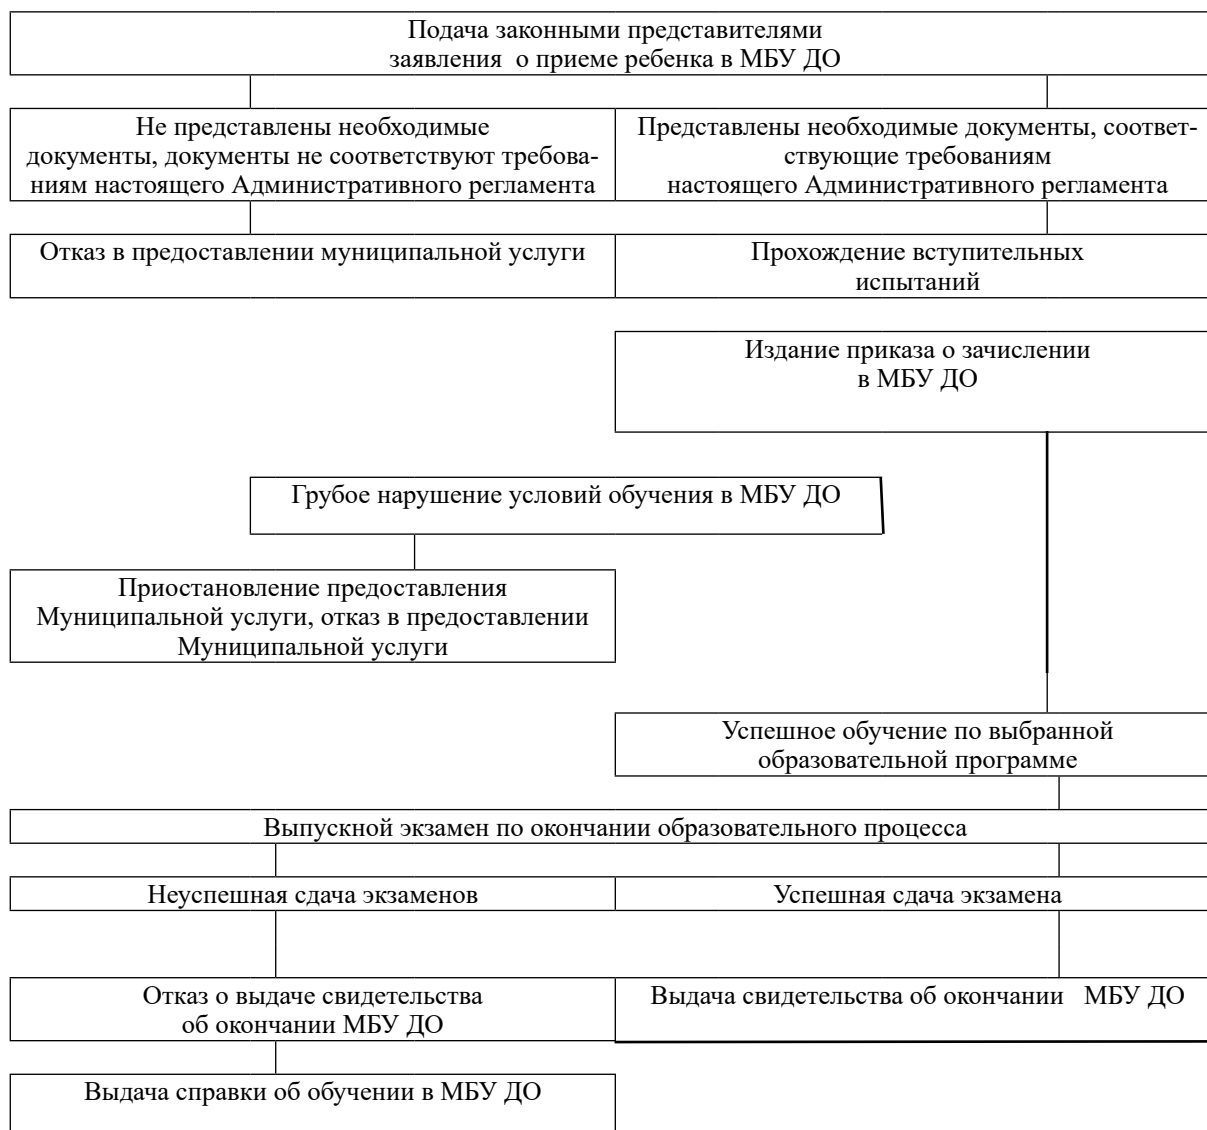 Подача законными представителями
заявления о приеме ребенка в МБУ ДО
Не представлены необходимые
документы, документы не соответствуют требова-
ниям настоящего Административного регламента
Представлены необходимые документы, соответ-
ствующие требованиям
настоящего Административного регламента
Отказ в предоставлении муниципальной услуги
Прохождение вступительных
испытаний
Издание приказа о зачислении
в МБУ ДО
Грубое нарушение условий обучения в МБУ ДО
Приостановление предоставления
Муниципальной услуги, отказ в предоставлении
Муниципальной услуги
Успешное обучение по выбранной
образовательной программе
Выпускной экзамен по окончании образовательного процесса
Неуспешная сдача экзаменов
Успешная сдача экзамена
Отказ о выдаче свидетельства
об окончании МБУ ДО
Выдача свидетельства об окончании МБУ ДО
Выдача справки об обучении в МБУ ДО